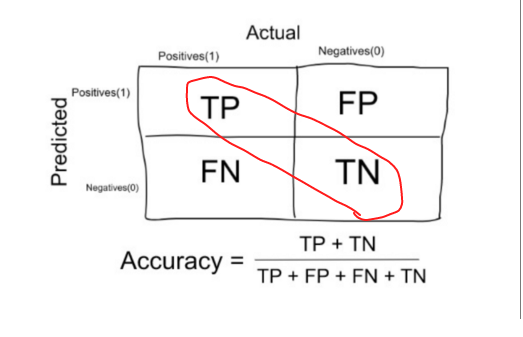 Actual
Positives(1) Negatives(0)
Predicted
Positives(1) TP FP
Negatives(0) FN TN
Accuracy = TP + TN
TP + FP + FN + TN